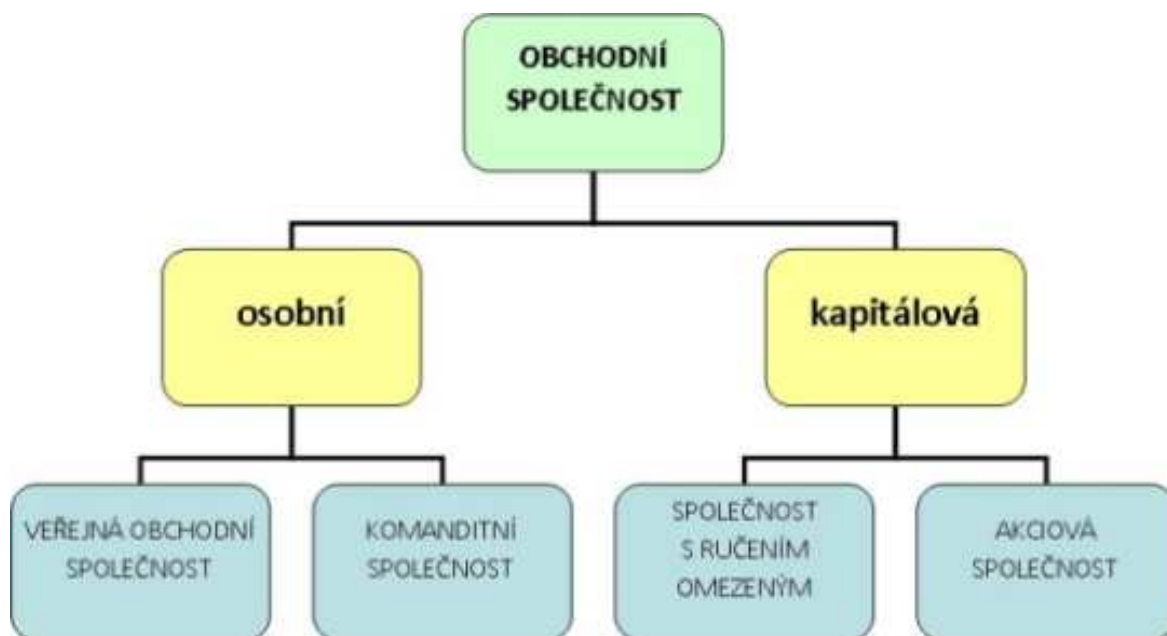 OBCHODNÍ
SPOLEČNOST
osobní
kapitálová
VEŘEJNÁ OBCHODNÍ
SPOLEČNOST
KOMANDITNÍ
SPOLEČNOST
SPOLEČNOST
S RUČENÍM
OMEZENÝM
AKCIOVÁ
SPOLEČNOST